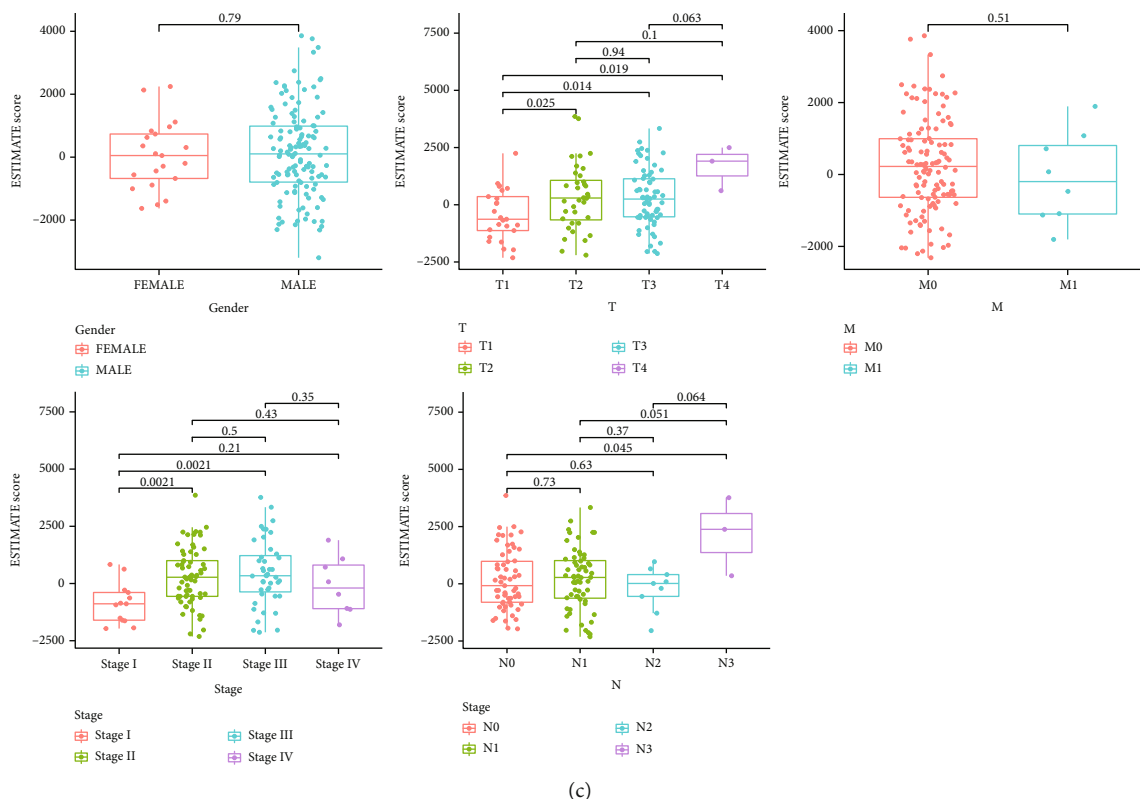 0.79
4000
2000
0
−2000
ESTIMATE score
FEMALE
MALE
Gender
Gender
FEMALE
MALE
0.063
0.1
0.94
0.019
0.014
0.025
7500
5000
2500
0
−2500
ESTIMATE score
T1
T2
T3
T4
T
T
T1
T3
T2
T4
0.51
4000
2000
0
−2000
ESTIMATE score
M0
M1
M
M
M0
M1
0.35
0.43
0.5
0.21
0.0021
0.0021
7500
5000
2500
0
−2500
ESTIMATE score
Stage I
Stage II
Stage III
Stage IV
Stage
Stage
Stage I
Stage III
Stage II
Stage IV
0.064
0.051
0.37
0.045
0.63
0.73
7500
5000
2500
0
−2500
ESTIMATE score
N0
N1
N2
N3
N
Stage
N0
N2
N1
N3
(c)